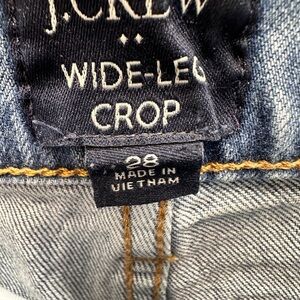 J.CREW
WIDE-LEG
CROP
28
MADE IN
VIETNAM